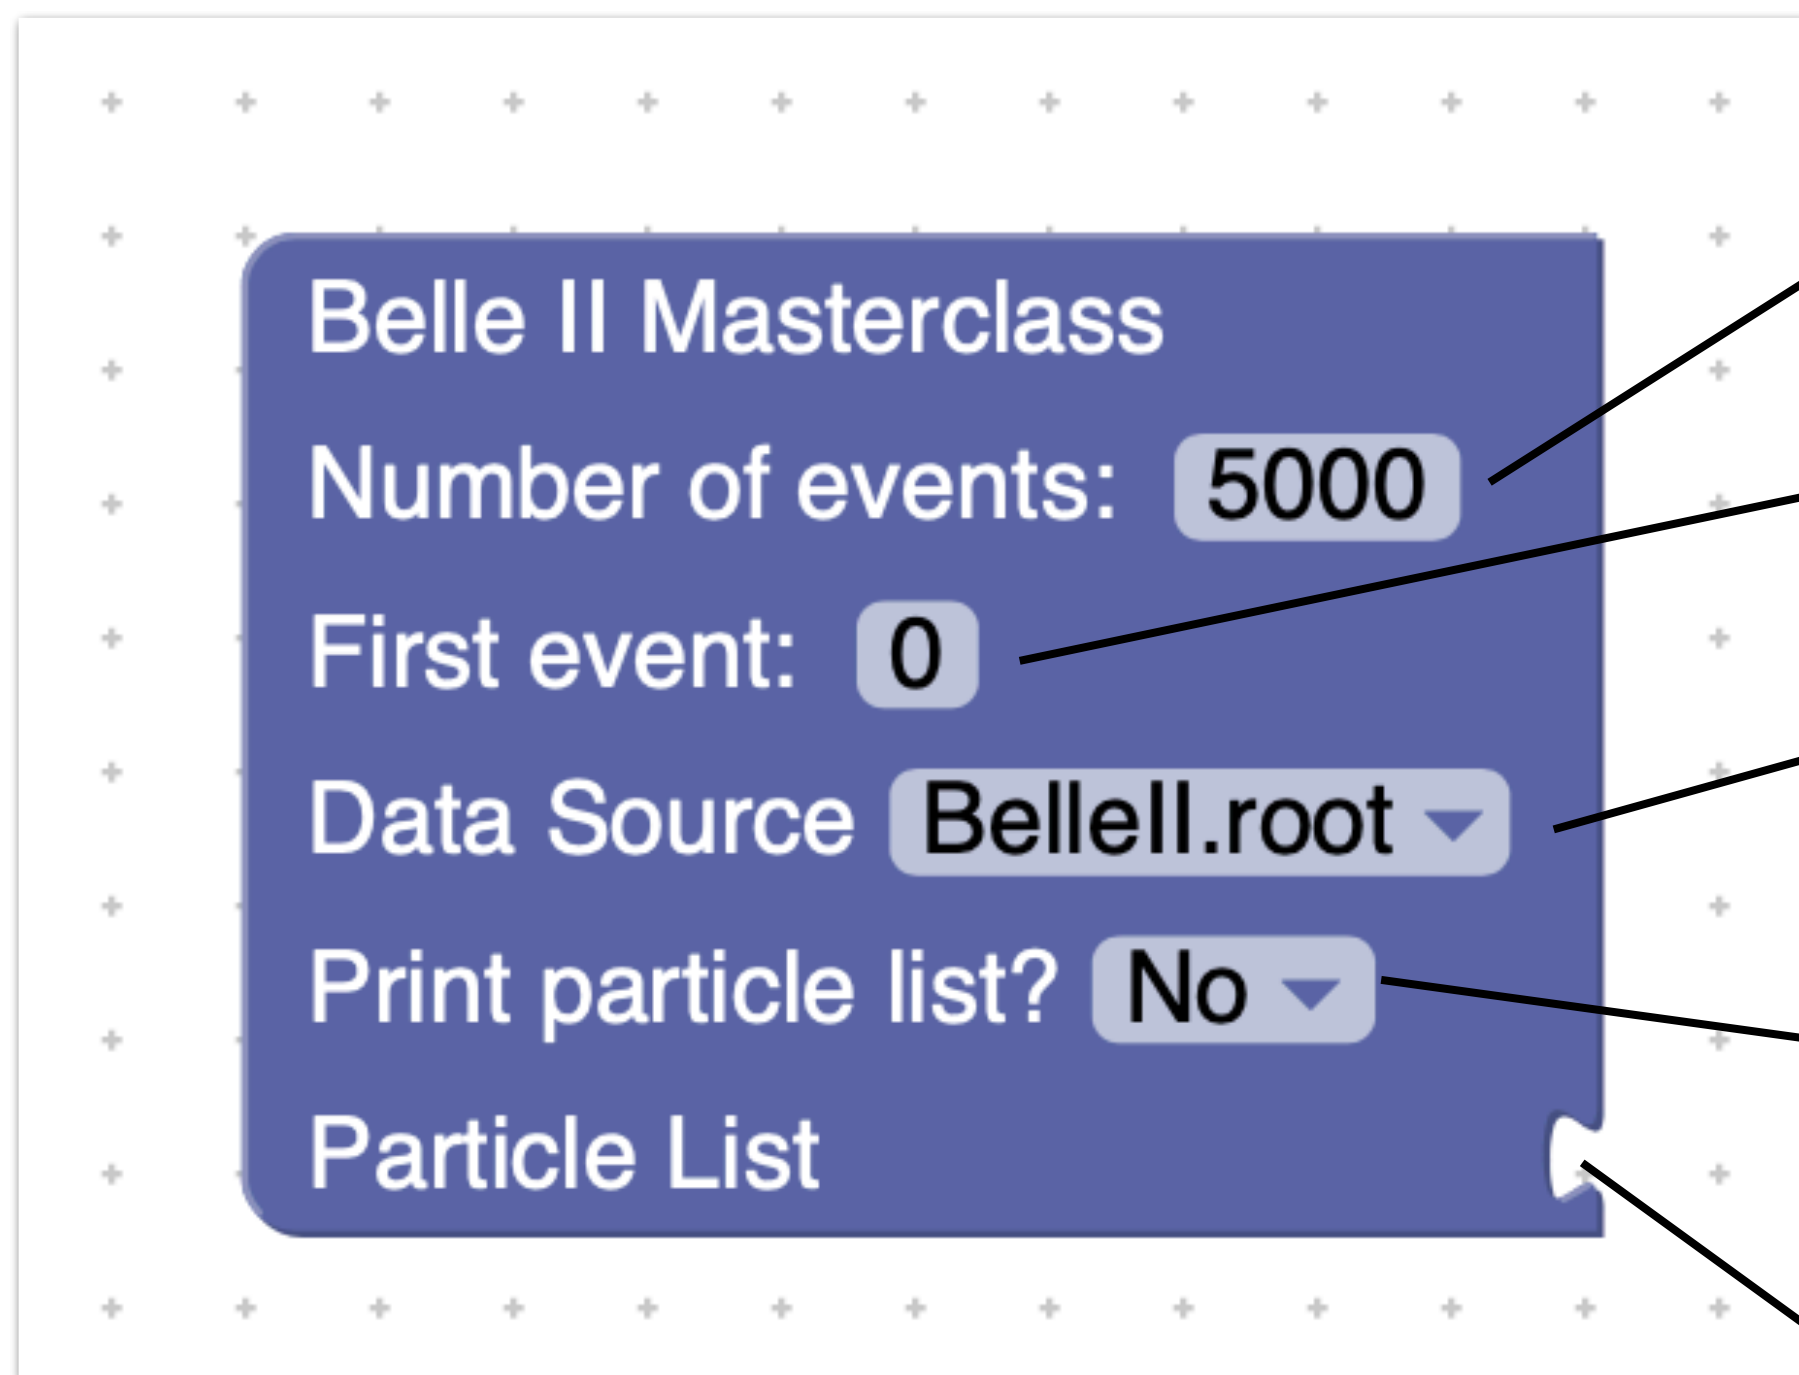 Belle II Masterclass
Number of events: 5000
First event: 0
Data Source BelleII.root
Print particle list? No
Particle List